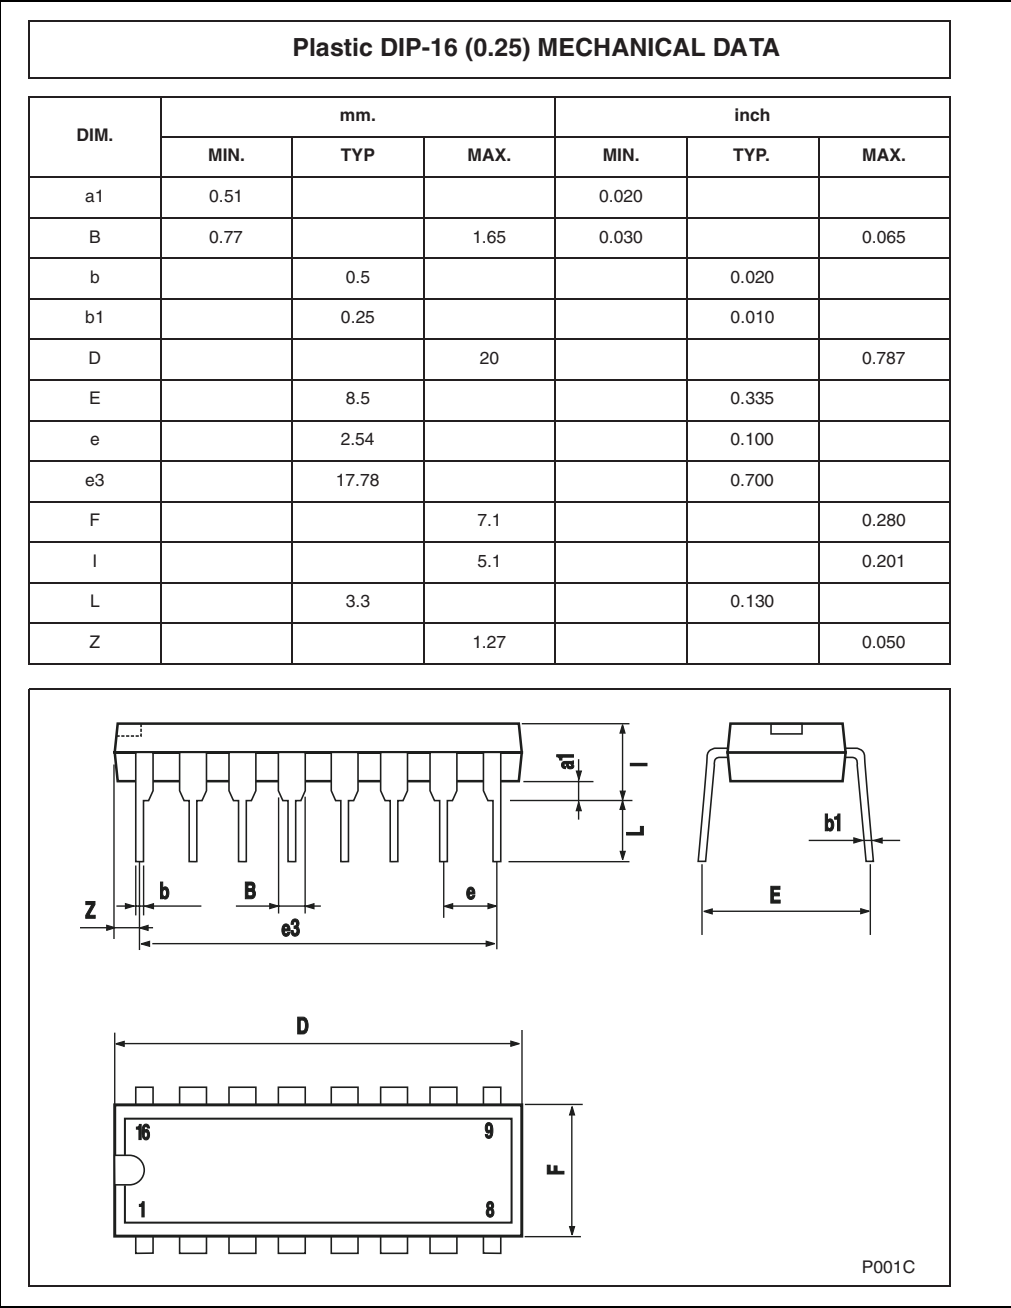 Plastic DIP-16 (0.25) MECHANICAL DATA
DIM. mm. inch
MIN. TYP MAX. MIN. TYP. MAX.
a1 0.51 0.020
B 0.77 1.65 0.030 0.065
b 0.5 0.020
b1 0.25 0.010
D 20 0.787
E 8.5 0.335
e 2.54 0.100
e3 17.78 0.700
F 7.1 0.280
I 5.1 0.201
L 3.3 0.130
Z 1.27 0.050
a1 I
L b1
Z b B e E
e3
D
16 9
F
1 8
P001C